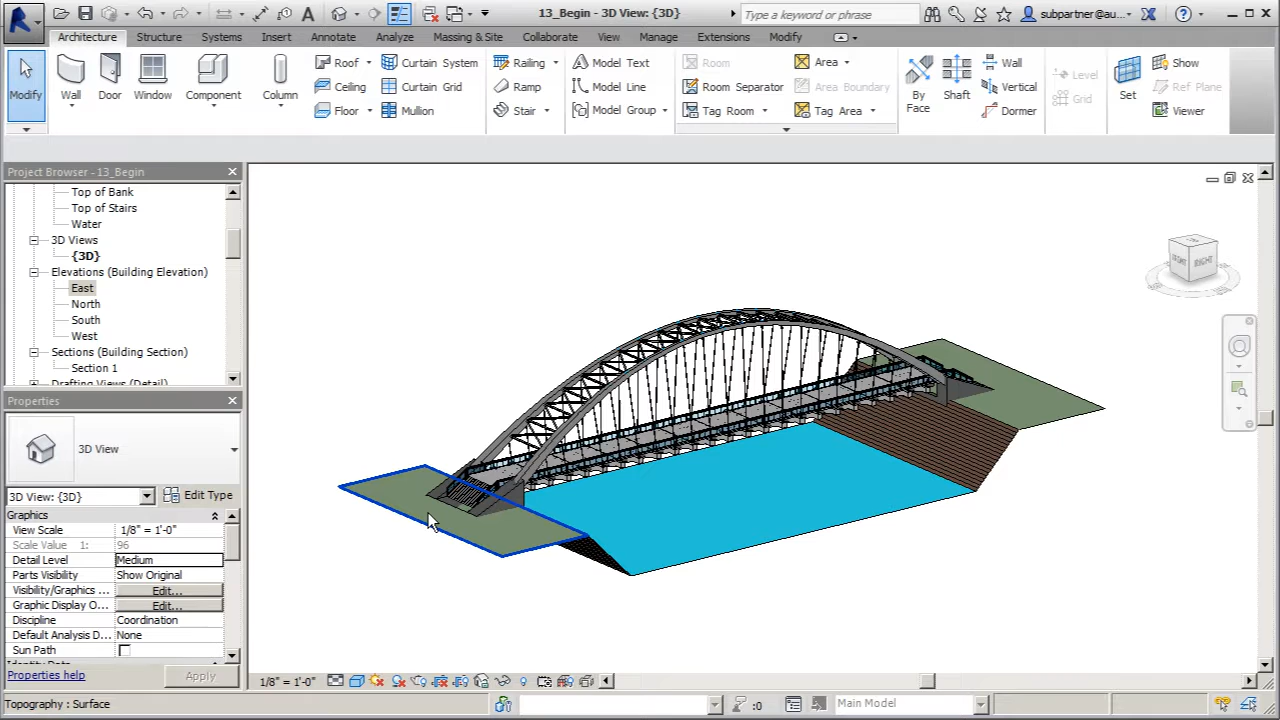 13_Begin - 3D View: {3D}
Type a keyword or phrase
subpartner@au...
Architecture Structure Systems Insert Annotate Analyze Massing & Site Collaborate View Manage Extensions Modify
Modify Wall Door Window Component Column
Roof Curtain System
Ceiling Curtain Grid
Floor Mullion
Railing
Ramp
Stair
Model Text
Model Line
Model Group
Room
Room Separator
Tag Room
Area
Area Boundary
Tag Area
By Face
Shaft
Wall
Vertical
Dormer
Level
Grid
Set
Show
Ref Plane
Viewer
Project Browser - 13_Begin
Top of Bank
Top of Stairs
Water
3D Views
{3D}
Elevations (Building Elevation)
East
North
South
West
Sections (Building Section)
Section 1
Drafting Views (Detail)
Properties
3D View
3D View: {3D} Edit Type
Graphics
View Scale 1/8" = 1'-0"
Scale Value 1: 96
Detail Level Medium
Parts Visibility Show Original
Visibility/Graphics ... Edit...
Graphic Display O... Edit...
Discipline Coordination
Default Analysis D... None
Sun Path
Identity Data
Properties help Apply
RIGHT
1/8" = 1'-0"
Topography : Surface
:0
Main Model